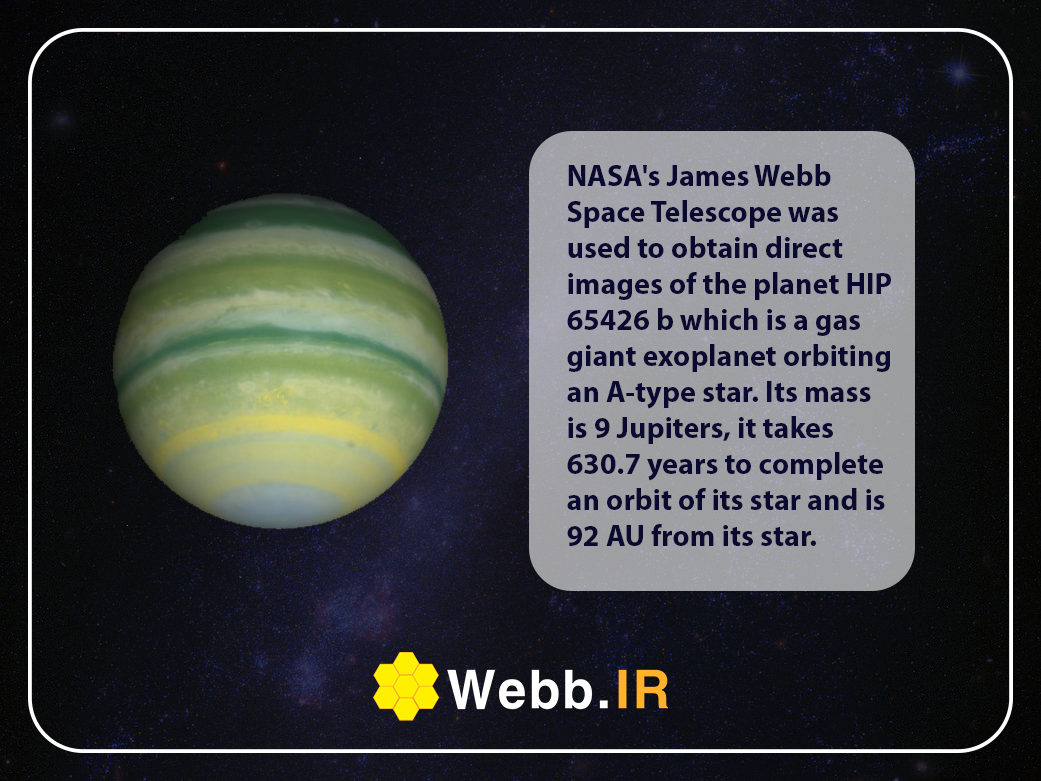 NASA's James Webb
Space Telescope was
used to obtain direct
images of the planet HIP
65426 b which is a gas
giant exoplanet orbiting
an A-type star. Its mass
is 9 Jupiters, it takes
630.7 years to complete
an orbit of its star and is
92 AU from its star.
Webb.IR